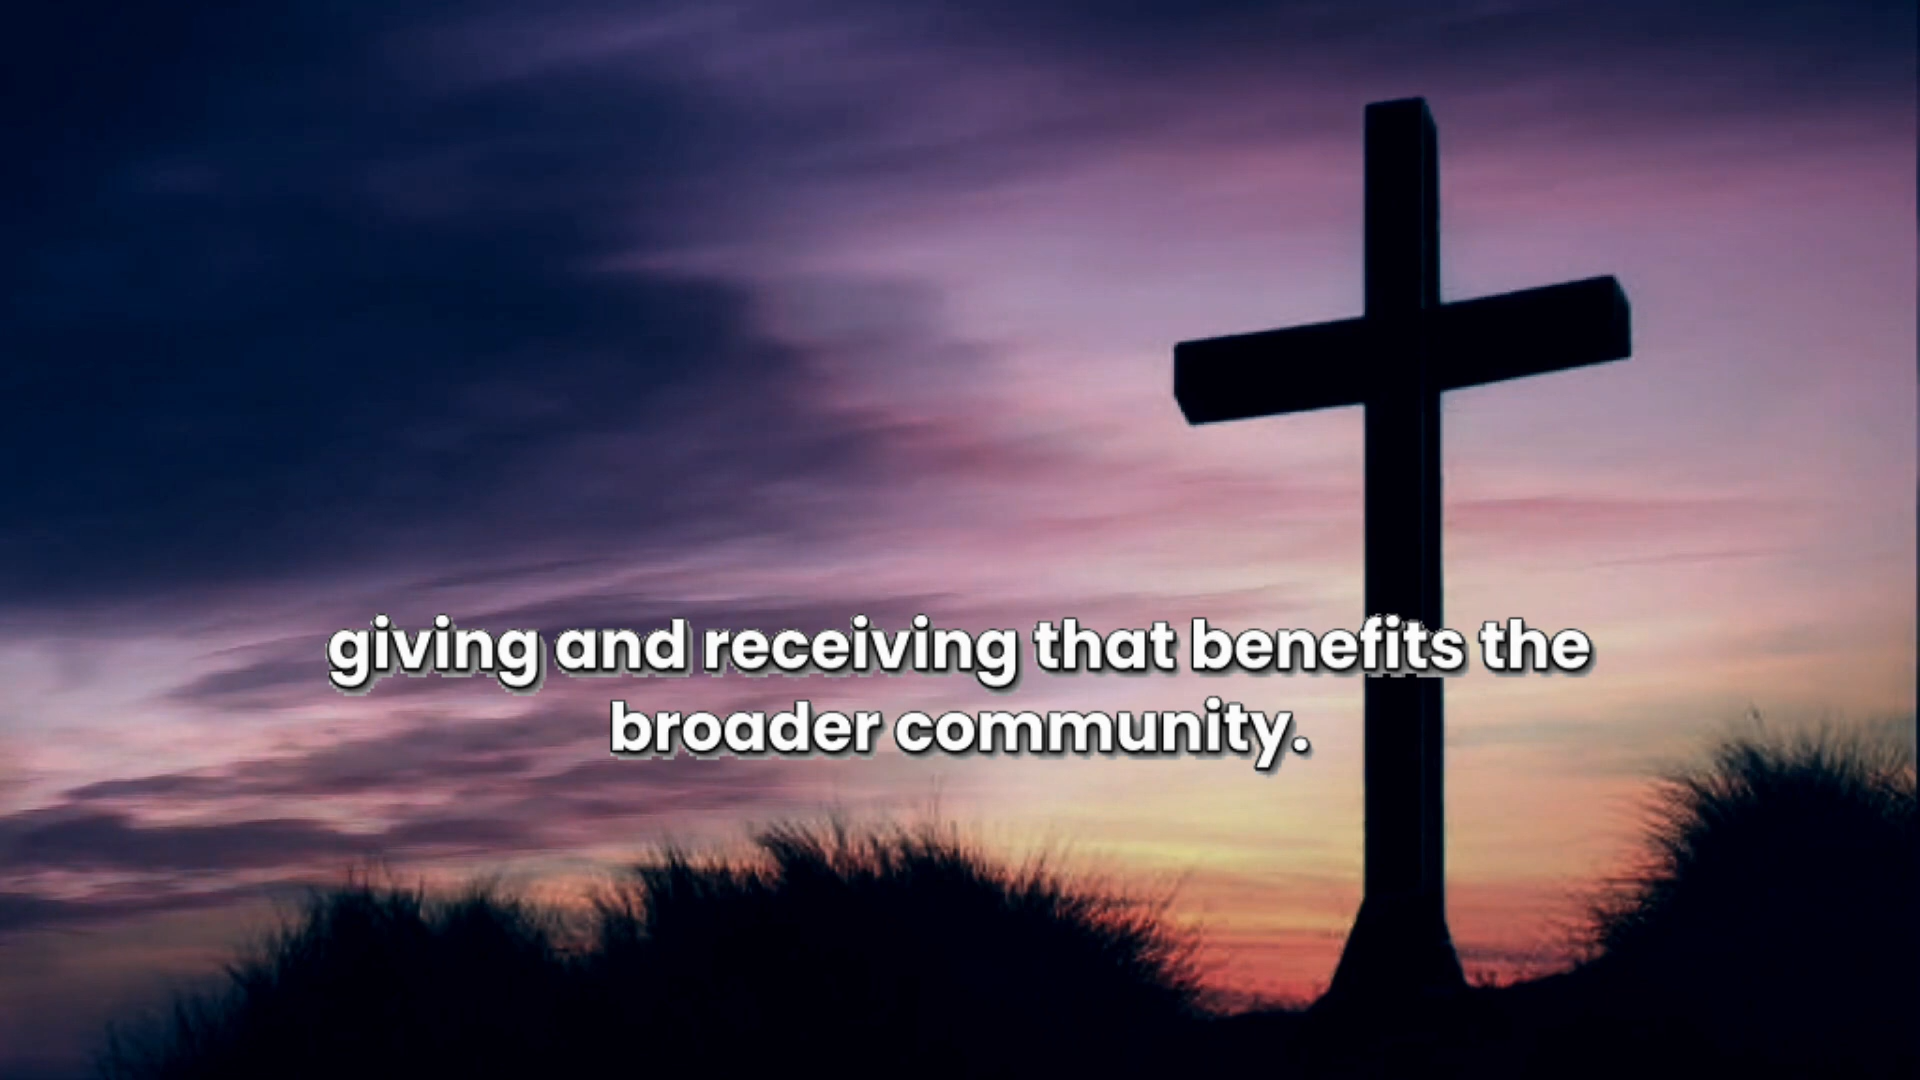 giving and receiving that benefits the
broader community.